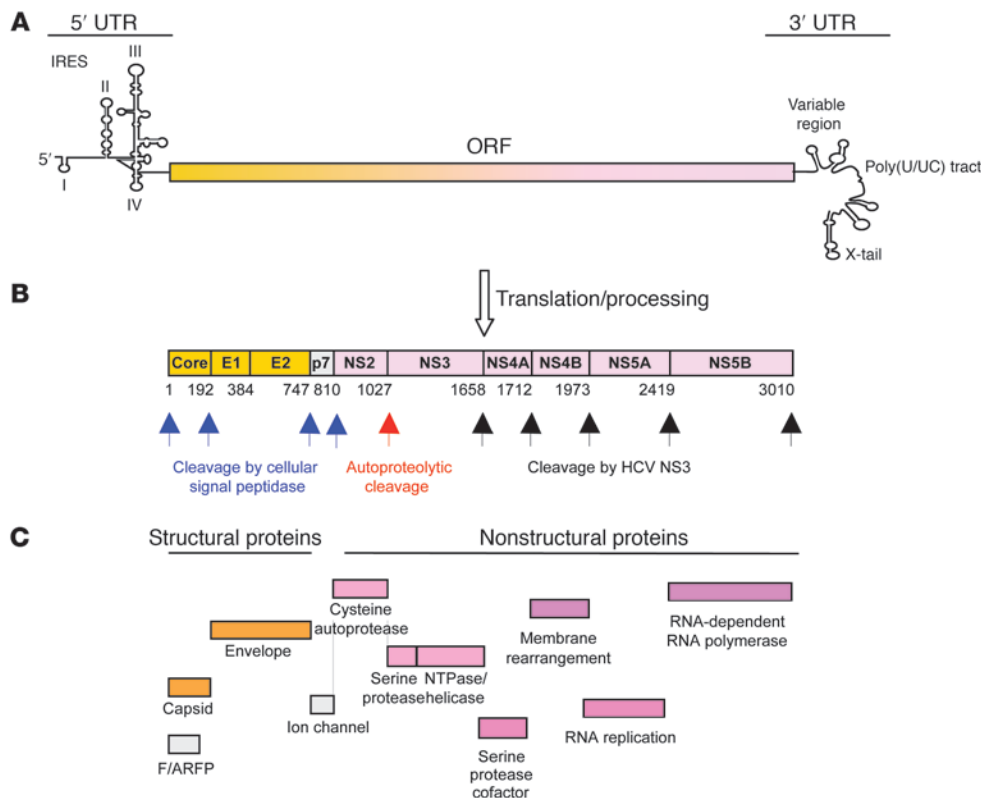 A
5′ UTR
3′ UTR
IRES
III
II
5′
I
IV
ORF
Variable
region
Poly(U/UC) tract
X-tail
B
Translation/processing
Core E1 E2 p7 NS2 NS3 NS4A NS4B NS5A NS5B
1 192 384 747 810 1027 1658 1712 1973 2419 3010
Cleavage by cellular
signal peptidase
Autoproteolytic
cleavage
Cleavage by HCV NS3
C
Structural proteins
Nonstructural proteins
Cysteine
autoprotease
Envelope
Capsid
F/ARFP
Ion channel
Serine
protease
NTPase/
helicase
Serine
protease
cofactor
Membrane
rearrangement
RNA replication
RNA-dependent
RNA polymerase